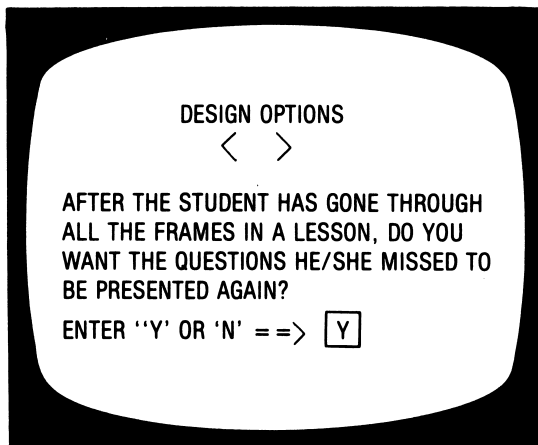 DESIGN OPTIONS
< >
AFTER THE STUDENT HAS GONE THROUGH
ALL THE FRAMES IN A LESSON, DO YOU
WANT THE QUESTIONS HE/SHE MISSED TO
BE PRESENTED AGAIN?
ENTER ''Y' OR 'N' ==> Y